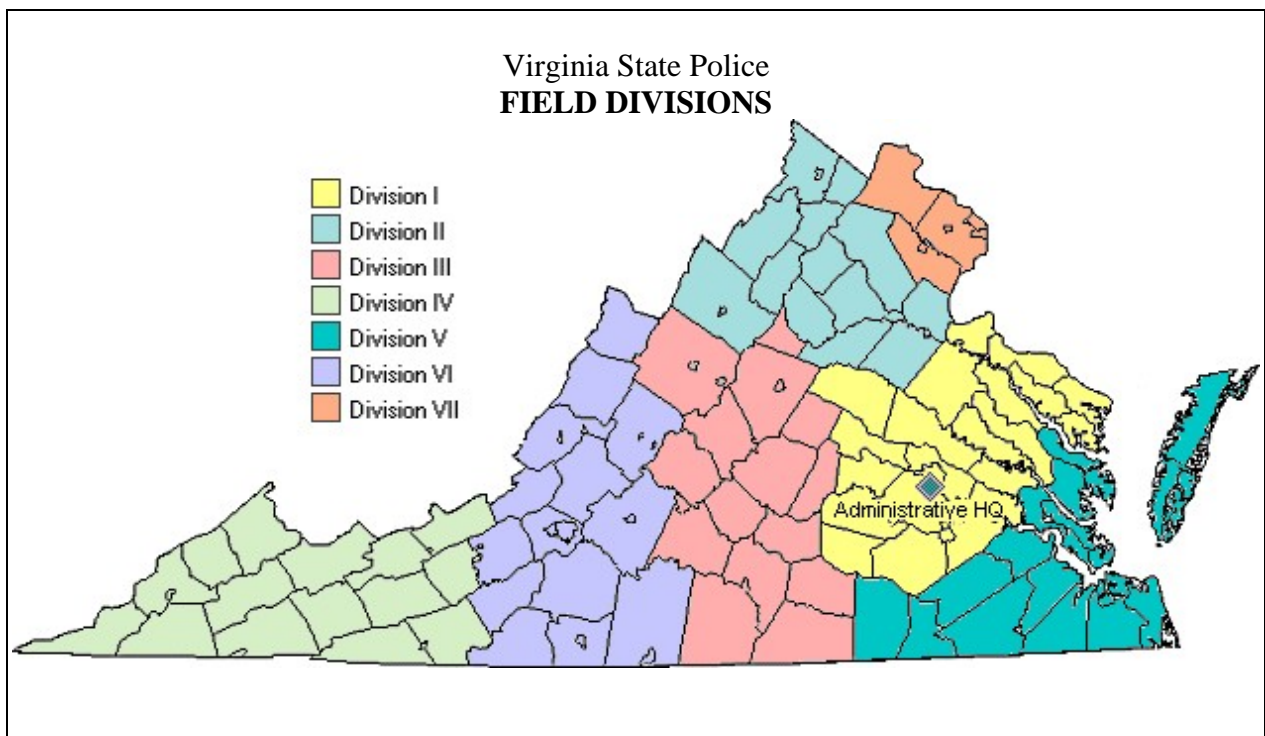 Virginia State Police
FIELD DIVISIONS
Division I
Division II
Division III
Division IV
Division V
Division VI
Division VII
Administrative HQ